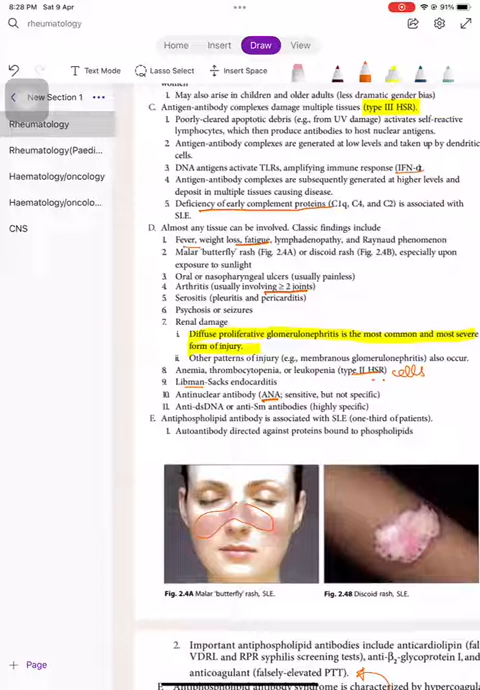 8:28 PM Sat 9 Apr
91%
rheumatology
Home Insert Draw View
Text Mode Lasso Select Insert Space
New Section 1
Rheumatology
Rheumatology(Paedi...
Haematology/oncology
Haematology/oncolo...
CNS
Page
women
1. May also arise in children and older adults (less dramatic gender bias)
C. Antigen-antibody complexes damage multiple tissues (type III HSR).
1. Poorly-cleared apoptotic debris (e.g., from UV damage) activates self-reactive
lymphocytes, which then produce antibodies to host nuclear antigens.
2. Antigen-antibody complexes are generated at low levels and taken up by dendritic
cells.
3. DNA antigens activate TLRs, amplifying immune response (IFN-α).
4. Antigen-antibody complexes are subsequently generated at higher levels and
deposit in multiple tissues causing disease.
5. Deficiency of early complement proteins (C1q, C4, and C2) is associated with
SLE.
D. Almost any tissue can be involved. Classic findings include
1. Fever, weight loss, fatigue, lymphadenopathy, and Raynaud phenomenon
2. Malar 'butterfly' rash (Fig. 2.4A) or discoid rash (Fig. 2.4B), especially upon
exposure to sunlight
3. Oral or nasopharyngeal ulcers (usually painless)
4. Arthritis (usually involving ≥ 2 joints)
5. Serositis (pleuritis and pericarditis)
6. Psychosis or seizures
7. Renal damage
i. Diffuse proliferative glomerulonephritis is the most common and most severe
form of injury.
ii. Other patterns of injury (e.g., membranous glomerulonephritis) also occur.
8. Anemia, thrombocytopenia, or leukopenia (type II HSR) cells
9. Libman-Sacks endocarditis
10. Antinuclear antibody (ANA; sensitive, but not specific)
11. Anti-dsDNA or anti-Sm antibodies (highly specific)
E. Antiphospholipid antibody is associated with SLE (one-third of patients).
1. Autoantibody directed against proteins bound to phospholipids
Fig. 2.4A Malar 'butterfly' rash, SLE.
Fig. 2.4B Discoid rash, SLE.
2. Important antiphospholipid antibodies include anticardiolipin (fal
VDRL and RPR syphilis screening tests), anti-β2-glycoprotein I, and
anticoagulant (falsely-elevated PTT).
F. Antiphospholipid antibody syndrome is characterized by hypercoagula